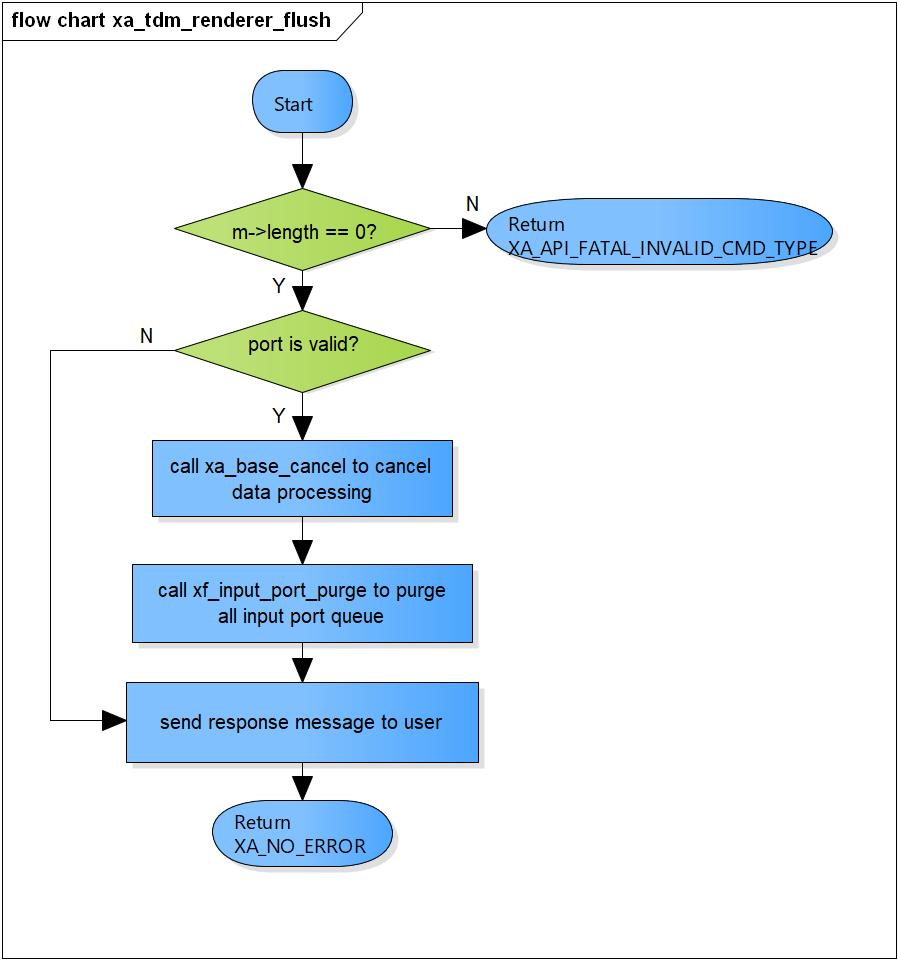 flow chart xa_tdm_renderer_flush
Start
m->length == 0?
N
Return
XA_API_FATAL_INVALID_CMD_TYPE
Y
port is valid?
N
Y
call xa_base_cancel to cancel
data processing
call xf_input_port_purge to purge
all input port queue
send response message to user
Return
XA_NO_ERROR